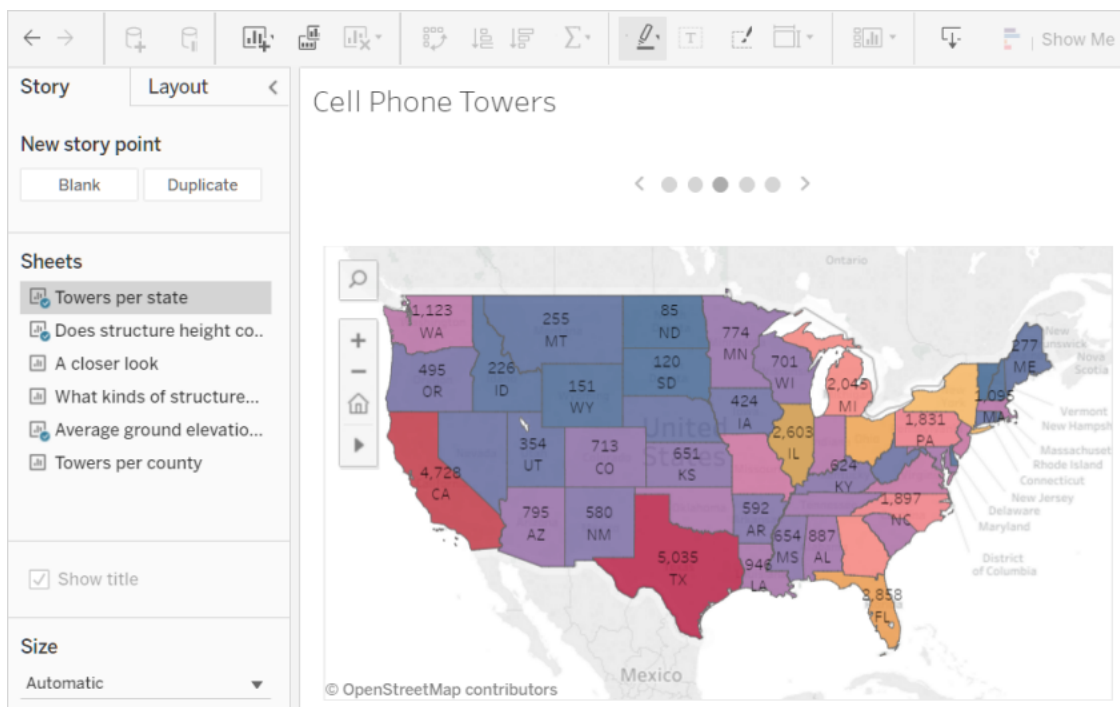 Show Me
Story
Layout
New story point
Blank
Duplicate
Sheets
Towers per state
Does structure height co..
A closer look
What kinds of structure...
Average ground elevatio...
Towers per county
Show title
Size
Automatic
Cell Phone Towers
Ontario
1,123
WA
255
MT
85
ND
774
MN
277
ME
New
Nova
Scotia
495
OR
226
ID
151
WY
120
SD
701
WI
2,045
MI
1,095
MA
Vermont
New Hampsh
Massachuset
Rhode Island
Connecticut
New Jersey
Delaware
Maryland
District
of Columbia
424
IA
2,603
IL
1,831
PA
4,728
CA
354
UT
713
CO
United
States
651
KS
624
KY
795
AZ
580
NM
592
AR
1,897
NC
5,035
TX
946
LA
654
MS
887
AL
FL
Mexico
© OpenStreetMap contributors